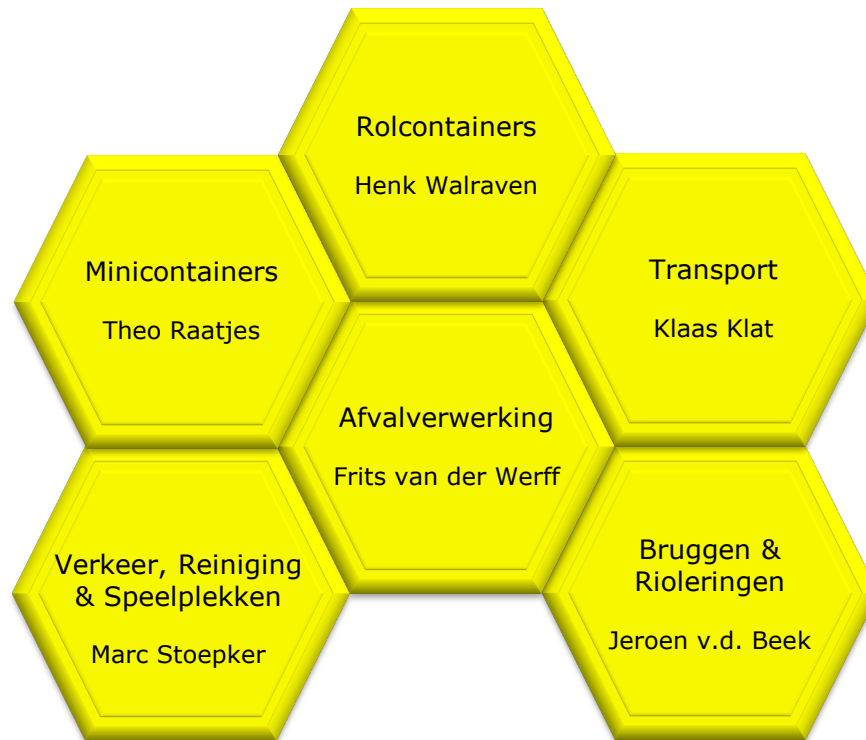 Rolcontainers
Henk Walraven
Minicontainers
Theo Raatjes
Transport
Klaas Klat
Afvalverwerking
Frits van der Werff
Verkeer, Reiniging
& Speelplekken
Marc Stoepker
Bruggen &
Rioleringen
Jeroen v.d. Beek